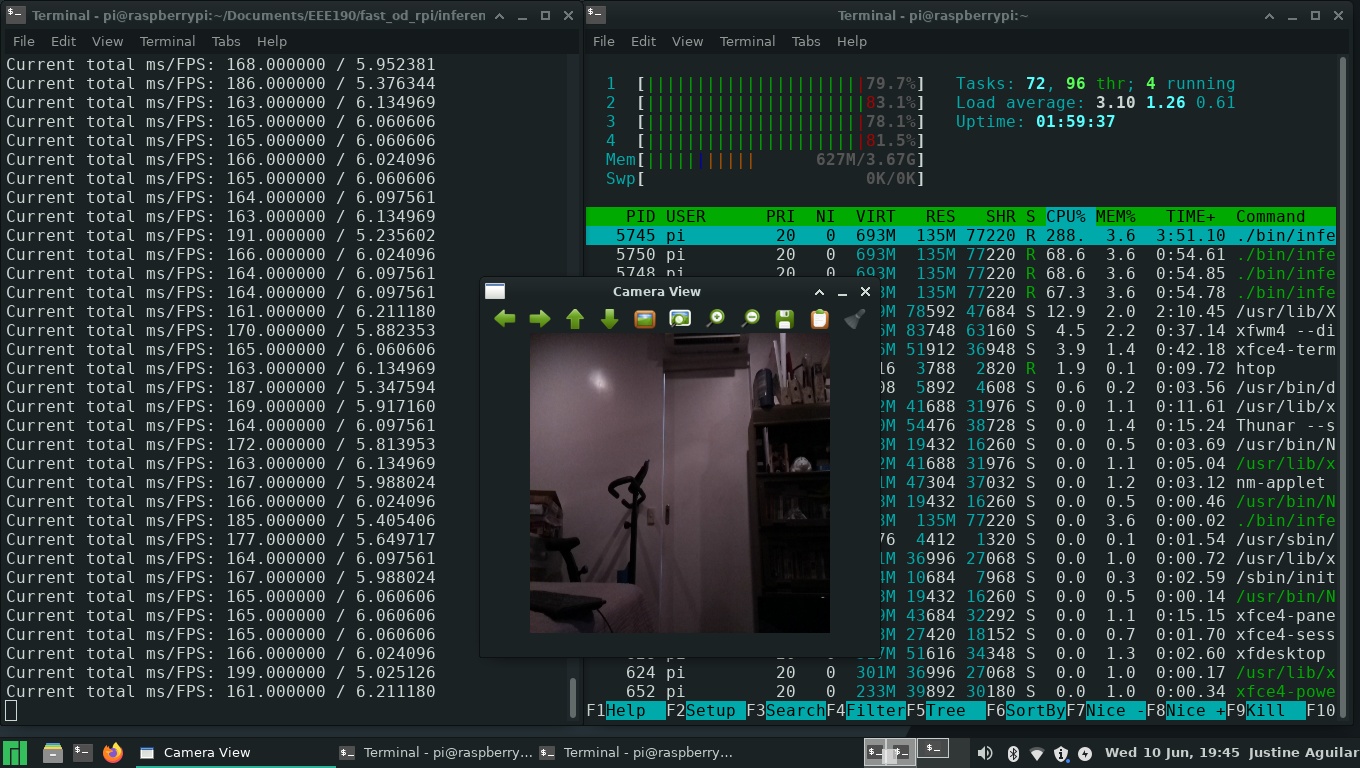 Terminal - pi@raspberrypi:~/Documents/EEE190/fast_od_rpi/inferen
File Edit View Terminal Tabs Help
Current total ms/FPS: 168.000000 / 5.952381
Current total ms/FPS: 186.000000 / 5.376344
Current total ms/FPS: 163.000000 / 6.134969
Current total ms/FPS: 165.000000 / 6.060606
Current total ms/FPS: 165.000000 / 6.060606
Current total ms/FPS: 166.000000 / 6.024096
Current total ms/FPS: 165.000000 / 6.060606
Current total ms/FPS: 164.000000 / 6.097561
Current total ms/FPS: 163.000000 / 6.134969
Current total ms/FPS: 191.000000 / 5.235602
Current total ms/FPS: 166.000000 / 6.024096
Current total ms/FPS: 164.000000 / 6.097561
Current total ms/FPS: 164.000000 / 6.097561
Current total ms/FPS: 161.000000 / 6.211180
Current total ms/FPS: 170.000000 / 5.882353
Current total ms/FPS: 165.000000 / 6.060606
Current total ms/FPS: 163.000000 / 6.134969
Current total ms/FPS: 187.000000 / 5.347594
Current total ms/FPS: 169.000000 / 5.917160
Current total ms/FPS: 164.000000 / 6.097561
Current total ms/FPS: 172.000000 / 5.813953
Current total ms/FPS: 163.000000 / 6.134969
Current total ms/FPS: 167.000000 / 5.988024
Current total ms/FPS: 166.000000 / 6.024096
Current total ms/FPS: 185.000000 / 5.405406
Current total ms/FPS: 177.000000 / 5.649717
Current total ms/FPS: 164.000000 / 6.097561
Current total ms/FPS: 167.000000 / 5.988024
Current total ms/FPS: 165.000000 / 6.060606
Current total ms/FPS: 165.000000 / 6.060606
Current total ms/FPS: 165.000000 / 6.060606
Current total ms/FPS: 166.000000 / 6.024096
Current total ms/FPS: 199.000000 / 5.025126
Current total ms/FPS: 161.000000 / 6.211180
Terminal - pi@raspberrypi:~
File Edit View Terminal Tabs Help
1 [||||||||||||||||||||||79.7%] Tasks: 72, 96 thr; 4 running
2 [||||||||||||||||||||||83.1%] Load average: 3.10 1.26 0.61
3 [||||||||||||||||||||||78.1%] Uptime: 01:59:37
4 [||||||||||||||||||||||81.5%]
Mem[||||||||||| 627M/3.67G]
Swp[ 0K/0K]
PID USER PRI NI VIRT RES SHR S CPU% MEM% TIME+ Command
5745 pi 20 0 693M 135M 77220 R 288. 3.6 3:51.10 ./bin/infe
5750 pi 20 0 693M 135M 77220 R 68.6 3.6 0:54.61 ./bin/infe
5748 pi 20 0 693M 135M 77220 R 68.6 3.6 0:54.85 ./bin/infe
135M 77220 R 67.3 3.6 0:54.78 ./bin/infe
78592 47684 S 12.9 2.0 2:10.45 /usr/lib/X
83748 63160 S 4.5 2.2 0:37.14 xfwm4 --di
51912 36948 S 3.9 1.4 0:42.18 xfce4-term
3788 2820 R 1.9 0.1 0:09.72 htop
5892 4608 S 0.6 0.2 0:03.56 /usr/bin/d
41688 31976 S 0.0 1.1 0:11.61 /usr/lib/x
54476 38728 S 0.0 1.4 0:15.24 Thunar --s
19432 16260 S 0.0 0.5 0:03.69 /usr/bin/N
41688 31976 S 0.0 1.1 0:05.04 /usr/lib/x
47304 37032 S 0.0 1.2 0:03.12 nm-applet
19432 16260 S 0.0 0.5 0:00.46 /usr/bin/N
135M 77220 S 0.0 3.6 0:00.02 ./bin/infe
4412 1320 S 0.0 0.1 0:01.54 /usr/sbin/
36996 27068 S 0.0 1.0 0:00.72 /usr/lib/x
10684 7968 S 0.0 0.3 0:02.59 /sbin/init
19432 16260 S 0.0 0.5 0:00.14 /usr/bin/N
43684 32292 S 0.0 1.1 0:15.15 xfce4-pane
27420 18152 S 0.0 0.7 0:01.70 xfce4-sess
51616 34348 S 0.0 1.3 0:02.60 xfdesktop
624 pi 20 0 301M 36996 27068 S 0.0 1.0 0:00.17 /usr/lib/x
652 pi 20 0 233M 39892 30180 S 0.0 1.0 0:00.34 xfce4-powe
F1Help F2Setup F3SearchF4FilterF5Tree F6SortByF7Nice -F8Nice +F9Kill F10
Camera View
Camera View
Terminal - pi@raspberry...
Terminal - pi@raspberry...
Wed 10 Jun, 19:45 Justine Aguilar